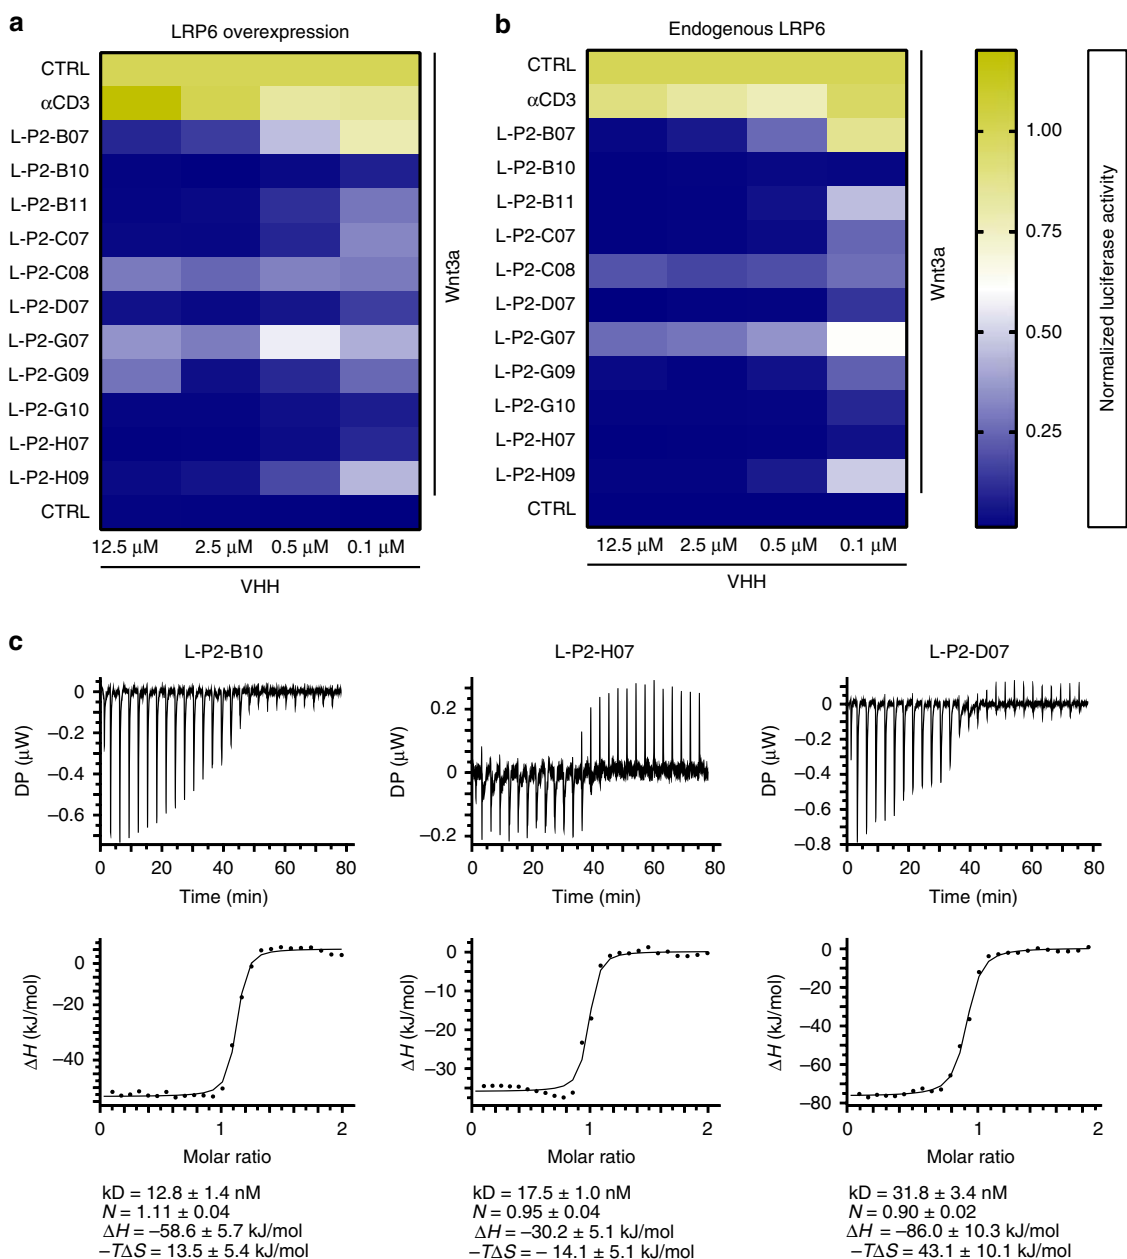 a
LRP6 overexpression
CTRL
αCD3
L-P2-B07
L-P2-B10
L-P2-B11
L-P2-C07
L-P2-C08
L-P2-D07
L-P2-G07
L-P2-G09
L-P2-G10
L-P2-H07
L-P2-H09
CTRL
Wnt3a
12.5 μM 2.5 μM 0.5 μM 0.1 μM
VHH
b
Endogenous LRP6
CTRL
αCD3
L-P2-B07
L-P2-B10
L-P2-B11
L-P2-C07
L-P2-C08
L-P2-D07
L-P2-G07
L-P2-G09
L-P2-G10
L-P2-H07
L-P2-H09
CTRL
Wnt3a
12.5 μM 2.5 μM 0.5 μM 0.1 μM
VHH
1.00
0.75
0.50
0.25
Normalized luciferase activity
c
L-P2-B10
DP (μW)
0
−0.2
−0.4
−0.6
0 20 40 60 80
Time (min)
ΔH (kJ/mol)
0
−20
−40
0 1 2
Molar ratio
kD = 12.8 ± 1.4 nM
N = 1.11 ± 0.04
ΔH = −58.6 ± 5.7 kJ/mol
−TΔS = 13.5 ± 5.4 kJ/mol
L-P2-H07
DP (μW)
0.2
0
−0.2
0 20 40 60 80
Time (min)
ΔH (kJ/mol)
0
−10
−20
−30
0 1 2
Molar ratio
kD = 17.5 ± 1.0 nM
N = 0.95 ± 0.04
ΔH = −30.2 ± 5.1 kJ/mol
−TΔS = − 14.1 ± 5.1 kJ/mol
L-P2-D07
DP (μW)
0
−0.2
−0.4
−0.6
−0.8
0 20 40 60 80
Time (min)
ΔH (kJ/mol)
0
−20
−40
−60
−80
0 1 2
Molar ratio
kD = 31.8 ± 3.4 nM
N = 0.90 ± 0.02
ΔH = −86.0 ± 10.3 kJ/mol
−TΔS = 43.1 ± 10.1 kJ/mol